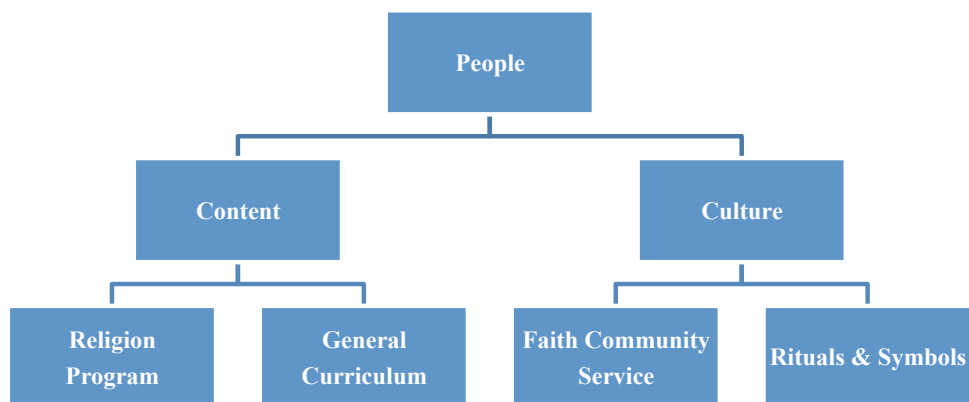 People
Content
Culture
Religion
Program
General
Curriculum
Faith Community
Service
Rituals & Symbols